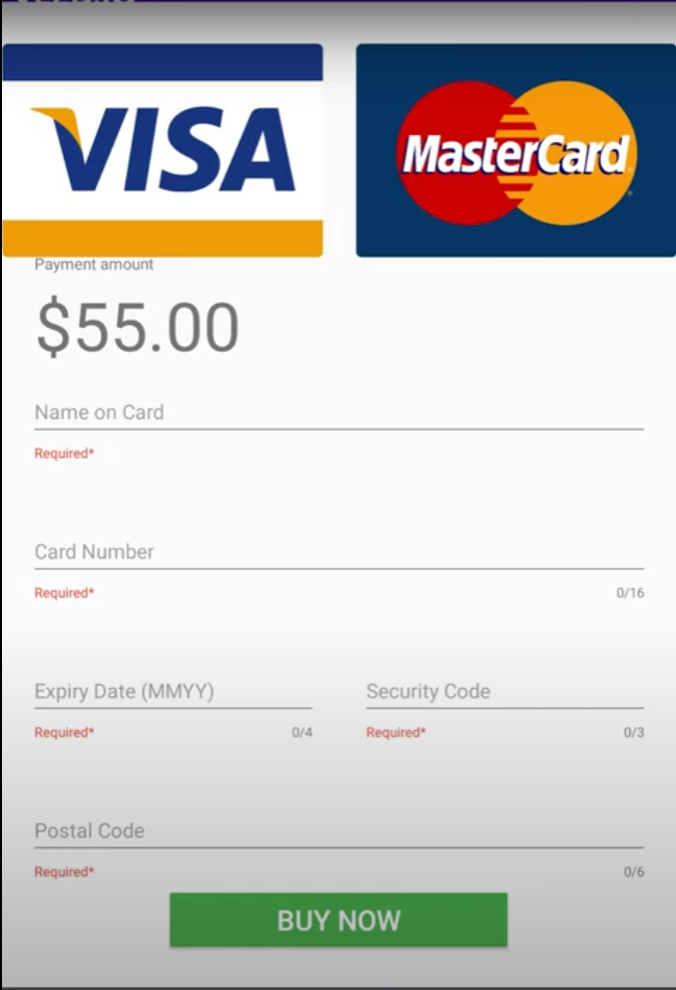 VISA
MasterCard
Payment amount
$55.00
Name on Card
Required*
Card Number
Required* 0/16
Expiry Date (MMYY) Security Code
Required* 0/4 Required* 0/3
Postal Code
Required* 0/6
BUY NOW